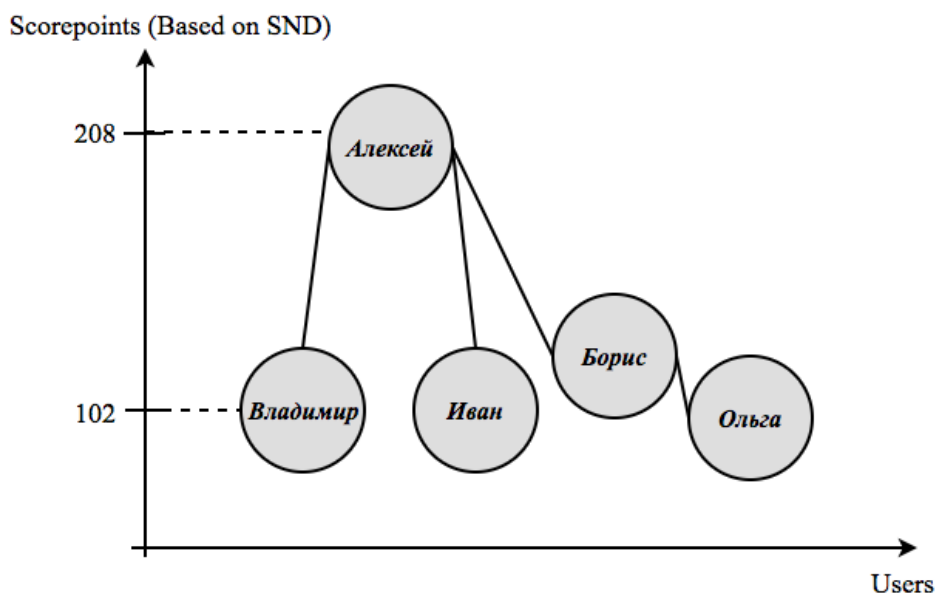 Scorepoints (Based on SND)
208
Алексей
Борис
102
Владимир
Иван
Ольга
Users